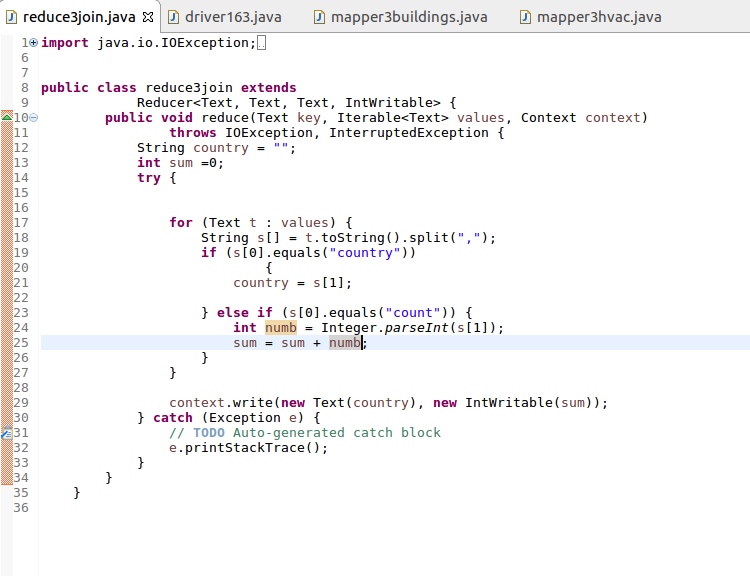 reduce3join.java driver163.java mapper3buildings.java mapper3hvac.java
1 import java.io.IOException;
6
7
8 public class reduce3join extends
9 Reducer<Text, Text, Text, IntWritable> {
10 public void reduce(Text key, Iterable<Text> values, Context context)
11 throws IOException, InterruptedException {
12 String country = "";
13 int sum =0;
14 try {
15
16
17 for (Text t : values) {
18 String s[] = t.toString().split(",");
19 if (s[0].equals("country"))
20 {
21 country = s[1];
22
23 } else if (s[0].equals("count")) {
24 int numb = Integer.parseInt(s[1]);
25 sum = sum + numb;
26 }
27 }
28
29 context.write(new Text(country), new IntWritable(sum));
30 } catch (Exception e) {
31 // TODO Auto-generated catch block
32 e.printStackTrace();
33 }
34 }
35 }
36